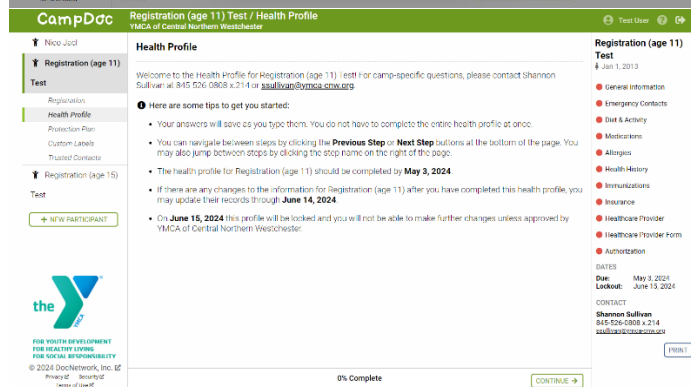 CampDoc
Registration (age 11) Test / Health Profile
YMCA of Central Northern Westchester
Test User
Nico Jacl
Registration (age 11)
Test
Registration
Health Profile
Protection Plan
Custom Labels
Trusted Contacts
Registration (age 15)
Test
+ NEW PARTICIPANT
the Y
YMCA
FOR YOUTH DEVELOPMENT
FOR HEALTHY LIVING
FOR SOCIAL RESPONSIBILITY
© 2024 DocNetwork, Inc.
Privacy Security
Terms of Use
Health Profile
Welcome to the Health Profile for Registration (age 11) Test! For camp-specific questions, please contact Shannon
Sullivan at 845-526-0808 x.214 or ssullivan@ymca-cnw.org.
Here are some tips to get you started:
• Your answers will save as you type them. You do not have to complete the entire health profile at once.
• You can navigate between steps by clicking the Previous Step or Next Step buttons at the bottom of the page. You
may also jump between steps by clicking the step name on the right of the page.
• The health profile for Registration (age 11) should be completed by May 3, 2024.
• If there are any changes to the information for Registration (age 11) after you have completed this health profile, you
may update their records through June 14, 2024.
• On June 15, 2024 this profile will be locked and you will not be able to make further changes unless approved by
YMCA of Central Northern Westchester.
0% Complete
CONTINUE →
Registration (age 11)
Test
Jan 1, 2013
General Information
Emergency Contacts
Diet & Activity
Medications
Allergies
Health History
Immunizations
Insurance
Healthcare Provider
Healthcare Provider Form
Authorization
DATES
Due: May 3, 2024
Lockout: June 15, 2024
CONTACT
Shannon Sullivan
845-526-0808 x.214
ssullivan@ymca-cnw.org
PRINT